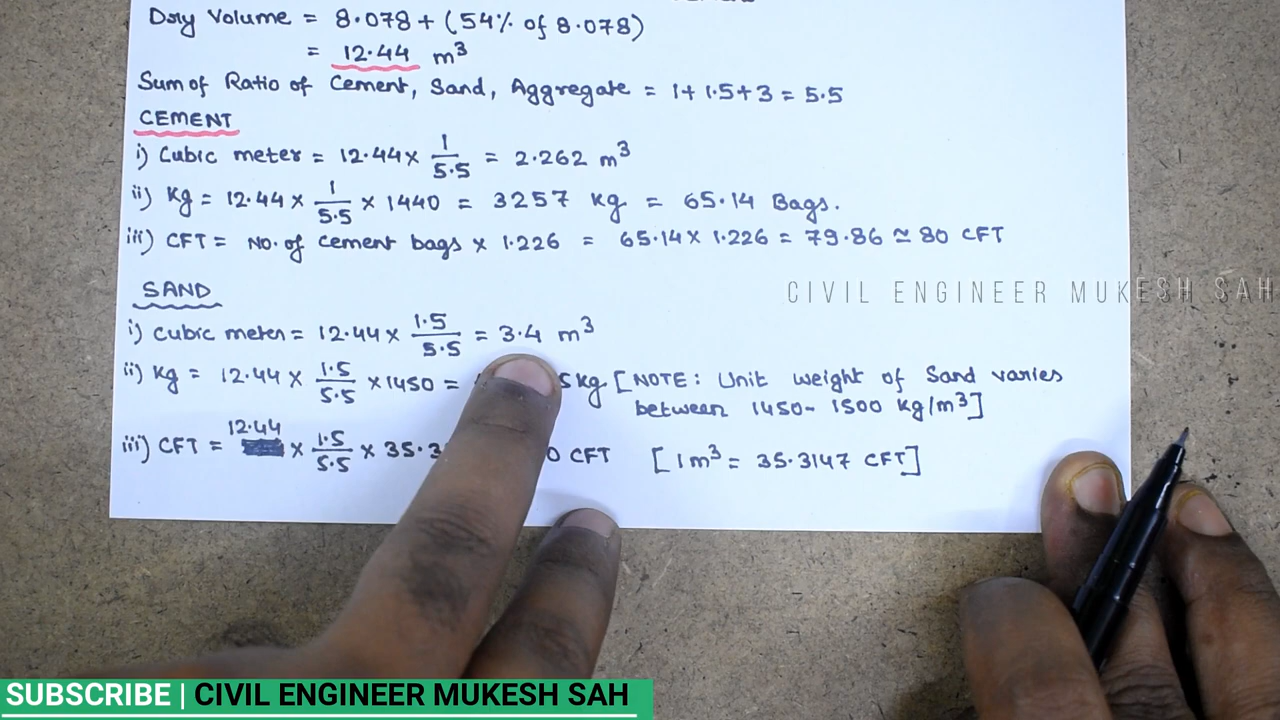 Dry Volume = 8.078 + (54% of 8.078)
= 12.44 m³
Sum of Ratio of Cement, Sand, Aggregate = 1+1.5+3 = 5.5
CEMENT
i) Cubic meter = 12.44 × 1/5.5 = 2.262 m³
ii) Kg = 12.44 × 1/5.5 × 1440 = 3257 kg = 65.14 Bags.
iii) CFT = No. of cement bags × 1.226 = 65.14 × 1.226 = 79.86 ≃ 80 CFT
SAND
i) Cubic meter = 12.44 × 1.5/5.5 = 3.4 m³
ii) Kg = 12.44 × 1.5/5.5 × 1450 = 5 kg [NOTE: Unit weight of Sand varies
between 1450- 1500 kg/m³]
iii) CFT = 12.44 × 1.5/5.5 × 35.3 0 CFT [1m³ = 35.3147 CFT]
CIVIL ENGINEER MUKESH SAH
SUBSCRIBE | CIVIL ENGINEER MUKESH SAH